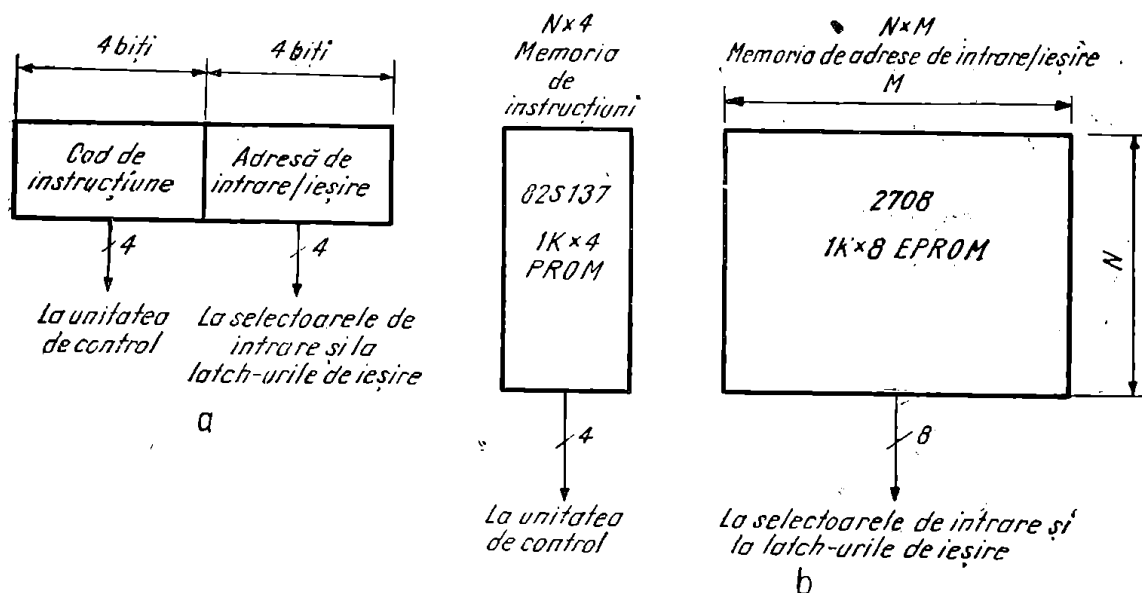 4 biți
4 biți
Cod de
instrucțiune
Adresă de
intrare/ieșire
4
4
La unitatea
de control
La selectoarele de
intrare și la
latch-urile de ieșire
a
N×4
Memoria
de
instrucțiuni
82S137
1K×4
PROM
4
La unitatea
de control
N×M
Memoria de adrese de intrare/ieșire
M
2708
1K×8 EPROM
N
8
La selectoarele de intrare și
la latch-urile de ieșire
b